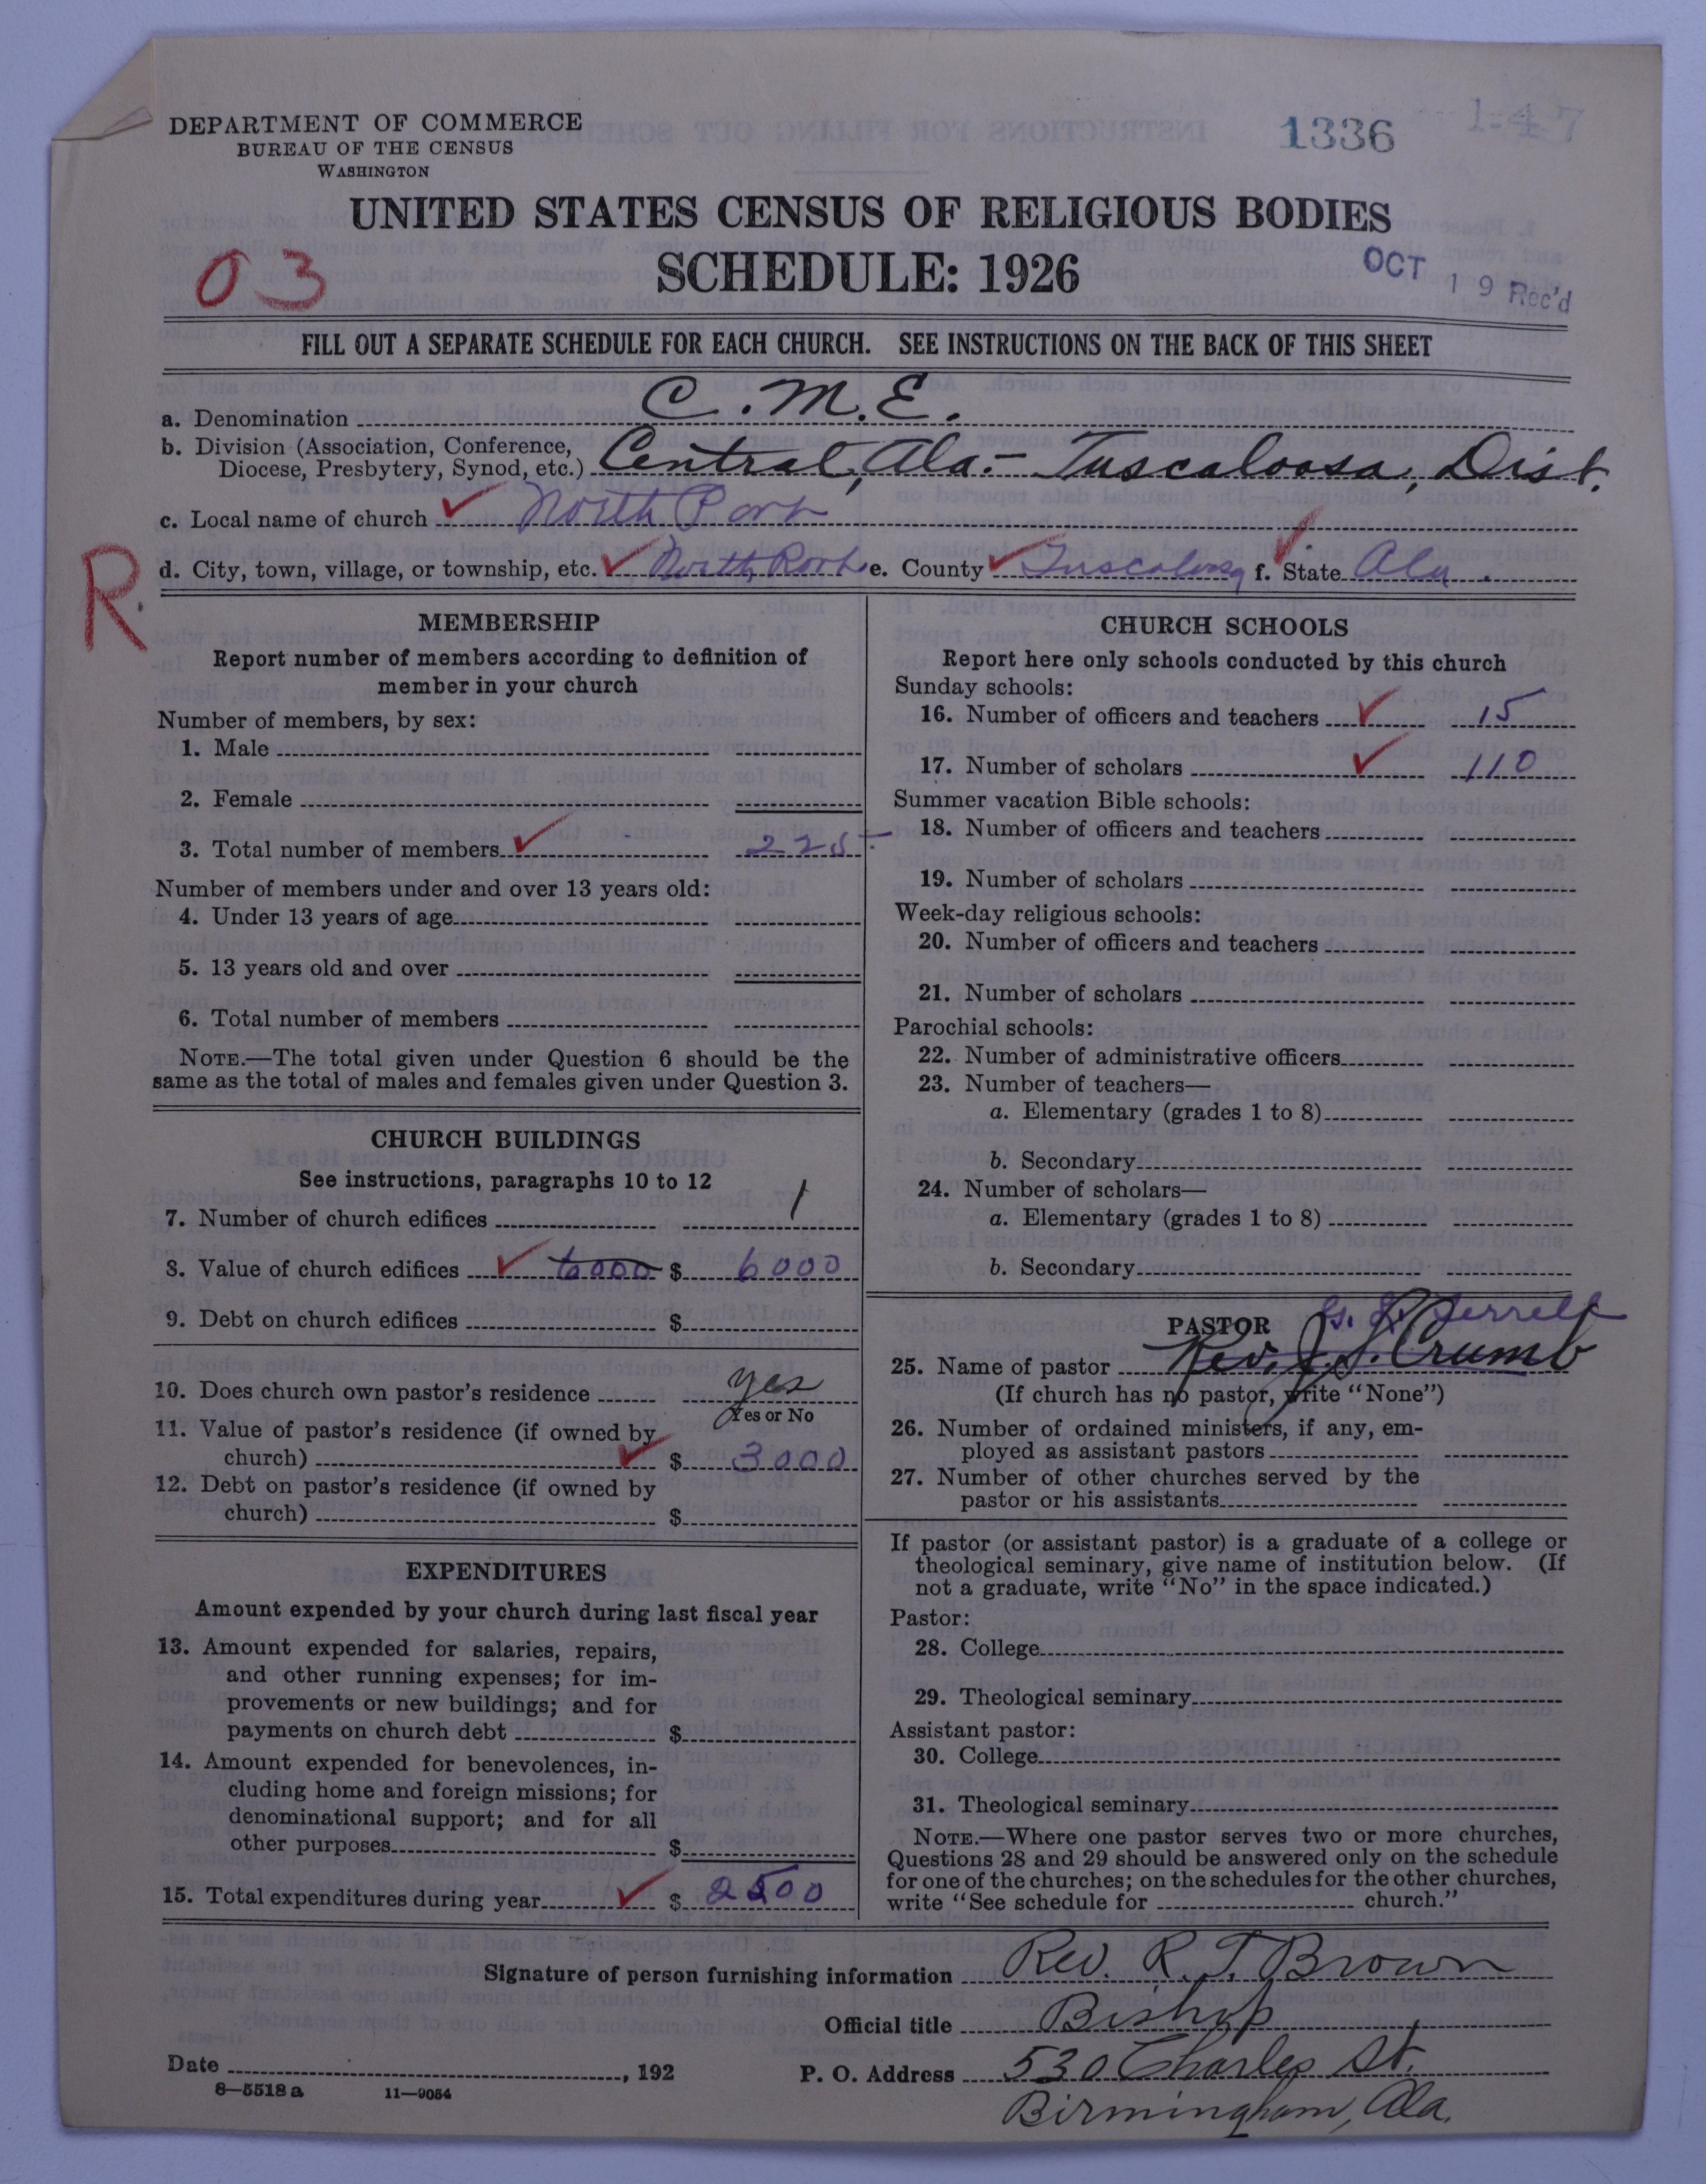 DEPARTMENT OF COMMERCE
BUREAU OF THE CENSUS
WASHINGTON
1336
1-47
UNITED STATES CENSUS OF RELIGIOUS BODIES
SCHEDULE: 1926
03
OCT 19 Rec'd
FILL OUT A SEPARATE SCHEDULE FOR EACH CHURCH. SEE INSTRUCTIONS ON THE BACK OF THIS SHEET
a. Denomination C. M. E.
b. Division (Association, Conference,
Diocese, Presbytery, Synod, etc.) Central, Ala.- Tuscaloosa, Dist.
c. Local name of church North Port
R.
d. City, town, village, or township, etc. North Port e. County Tuscaloosa f. State Ala.
MEMBERSHIP
Report number of members according to definition of
member in your church
Number of members, by sex:
1. Male
2. Female
3. Total number of members 225
Number of members under and over 13 years old:
4. Under 13 years of age
5. 13 years old and over
6. Total number of members
NOTE.—The total given under Question 6 should be the
same as the total of males and females given under Question 3.
CHURCH BUILDINGS
See instructions, paragraphs 10 to 12
7. Number of church edifices 1
8. Value of church edifices 6000 $ 6000
9. Debt on church edifices $
10. Does church own pastor's residence yes
Yes or No
11. Value of pastor's residence (if owned by
church) $ 3000
12. Debt on pastor's residence (if owned by
church) $
EXPENDITURES
Amount expended by your church during last fiscal year
13. Amount expended for salaries, repairs,
and other running expenses; for im-
provements or new buildings; and for
payments on church debt $
14. Amount expended for benevolences, in-
cluding home and foreign missions; for
denominational support; and for all
other purposes $
15. Total expenditures during year $ 2500
CHURCH SCHOOLS
Report here only schools conducted by this church
Sunday schools:
16. Number of officers and teachers 15
17. Number of scholars 110
Summer vacation Bible schools:
18. Number of officers and teachers
19. Number of scholars
Week-day religious schools:
20. Number of officers and teachers
21. Number of scholars
Parochial schools:
22. Number of administrative officers
23. Number of teachers—
a. Elementary (grades 1 to 8)
b. Secondary
24. Number of scholars—
a. Elementary (grades 1 to 8)
b. Secondary
PASTOR Jerrell
25. Name of pastor Rev. J. S. Crumb
(If church has no pastor, write "None")
26. Number of ordained ministers, if any, em-
ployed as assistant pastors
27. Number of other churches served by the
pastor or his assistants
If pastor (or assistant pastor) is a graduate of a college or
theological seminary, give name of institution below. (If
not a graduate, write "No" in the space indicated.)
Pastor:
28. College
29. Theological seminary
Assistant pastor:
30. College
31. Theological seminary
NOTE.—Where one pastor serves two or more churches,
Questions 28 and 29 should be answered only on the schedule
for one of the churches; on the schedules for the other churches,
write "See schedule for church."
Signature of person furnishing information Rev. R. T. Brown
Official title Bishop
Date , 192 P. O. Address 530 Charles St.
8—5518 a 11—9054
Birmingham, Ala.